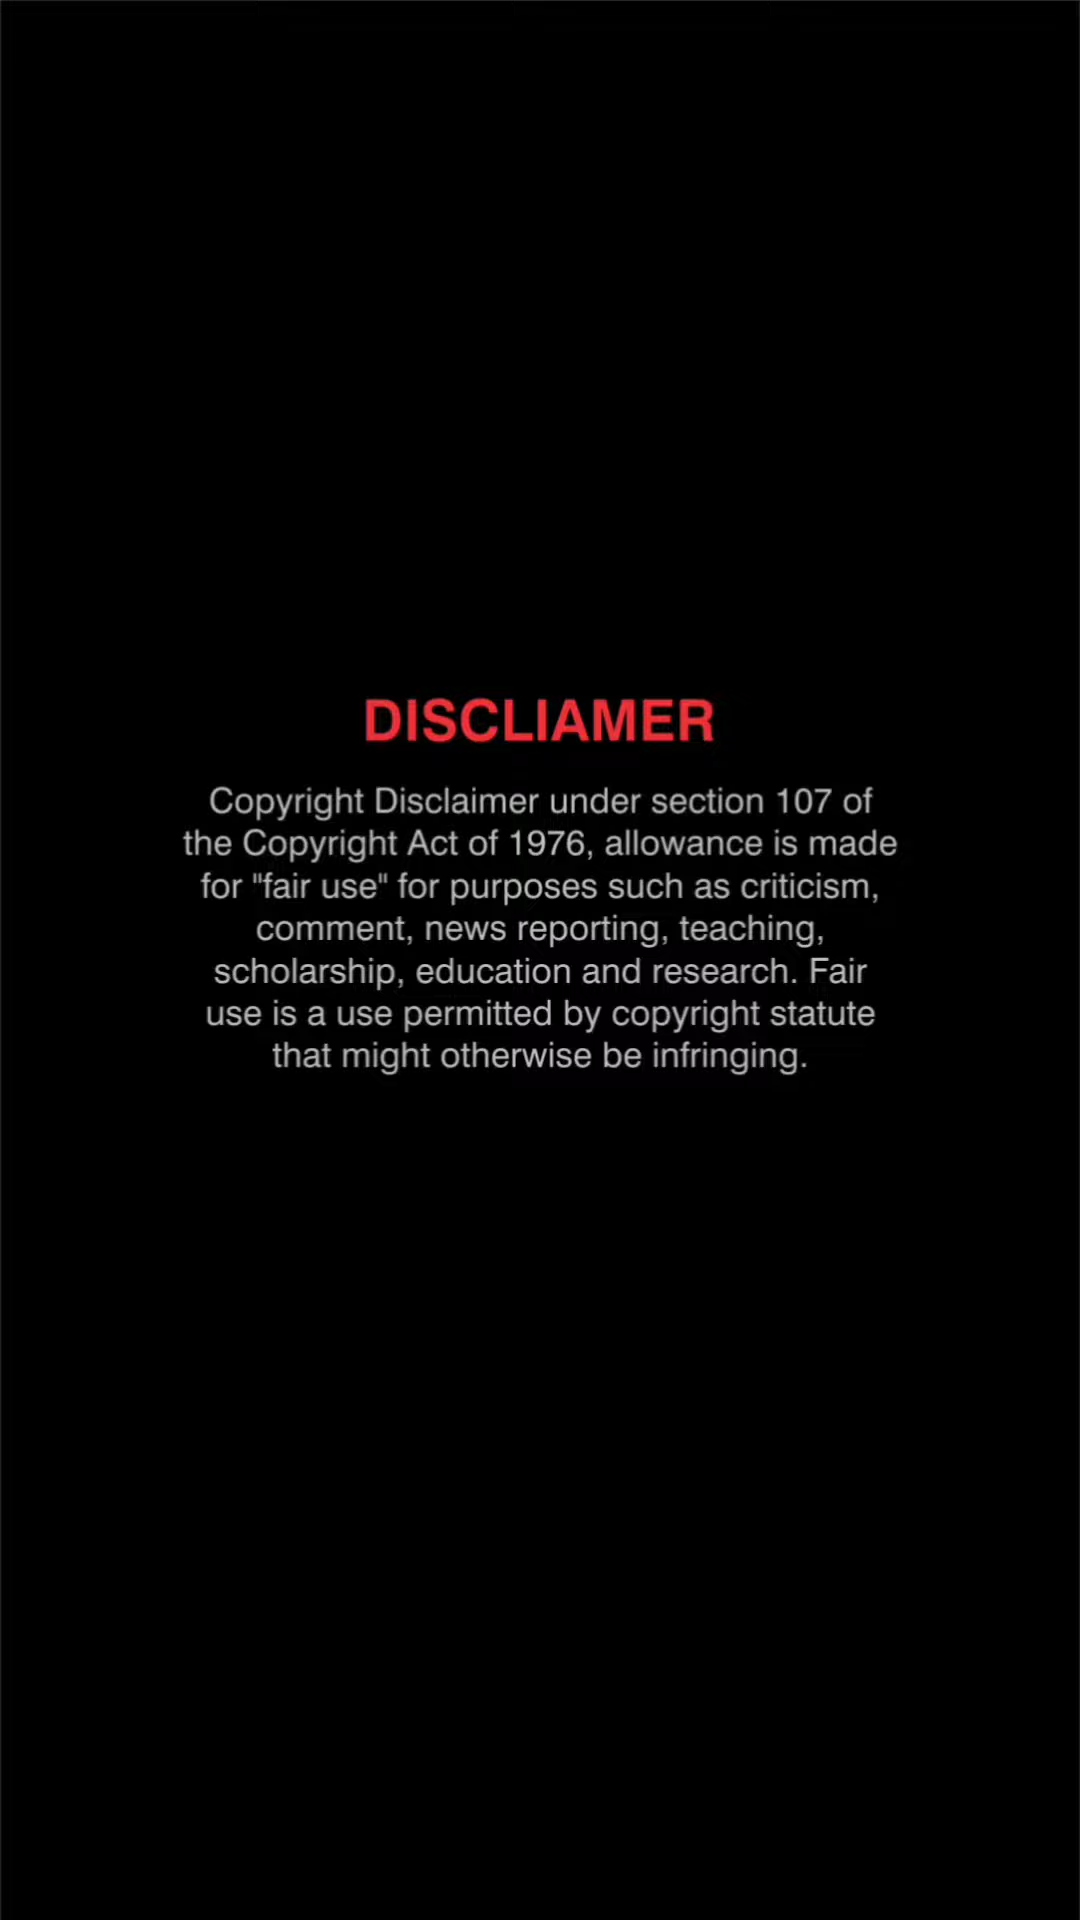 DISCLIAMER
Copyright Disclaimer under section 107 of
the Copyright Act of 1976, allowance is made
for "fair use" for purposes such as criticism,
comment, news reporting, teaching,
scholarship, education and research. Fair
use is a use permitted by copyright statute
that might otherwise be infringing.